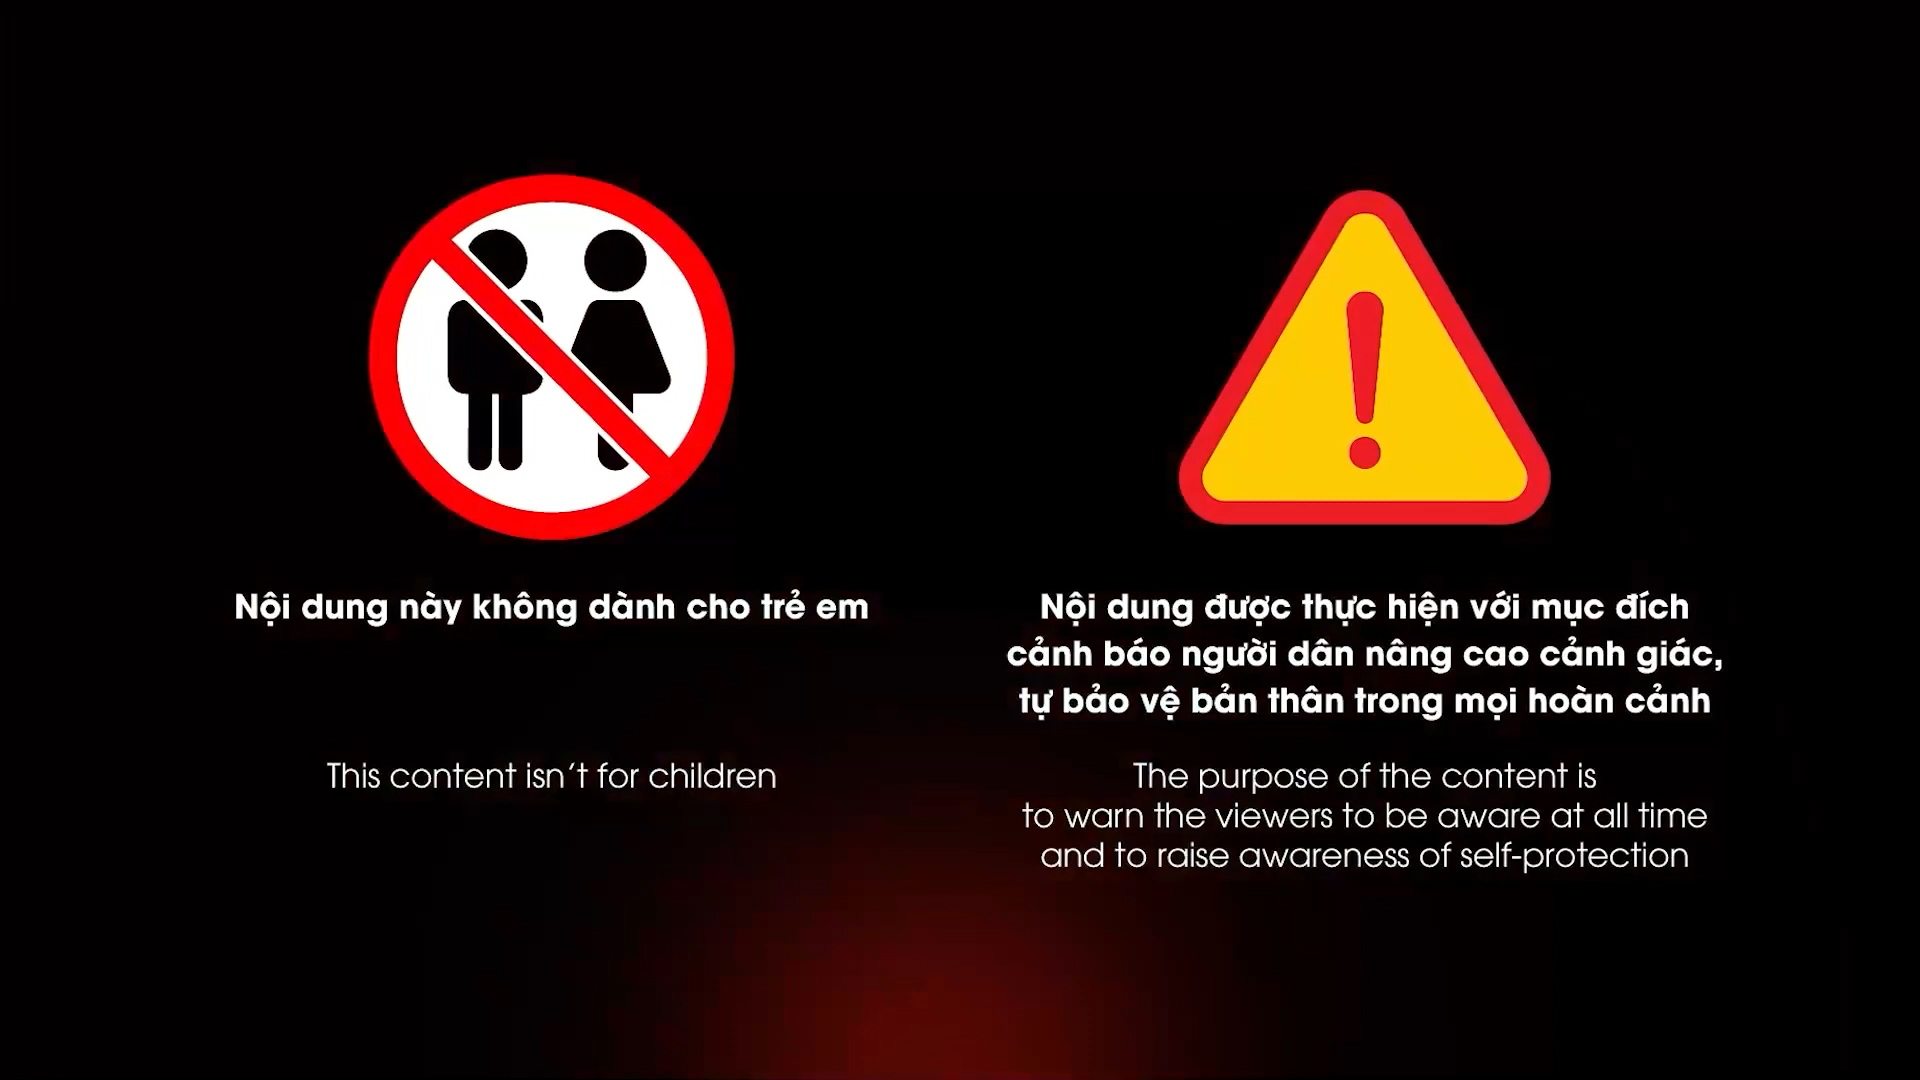 Nội dung này không dành cho trẻ em
This content isn't for children
Nội dung được thực hiện với mục đích
cảnh báo người dân nâng cao cảnh giác,
tự bảo vệ bản thân trong mọi hoàn cảnh
The purpose of the content is
to warn the viewers to be aware at all time
and to raise awareness of self-protection